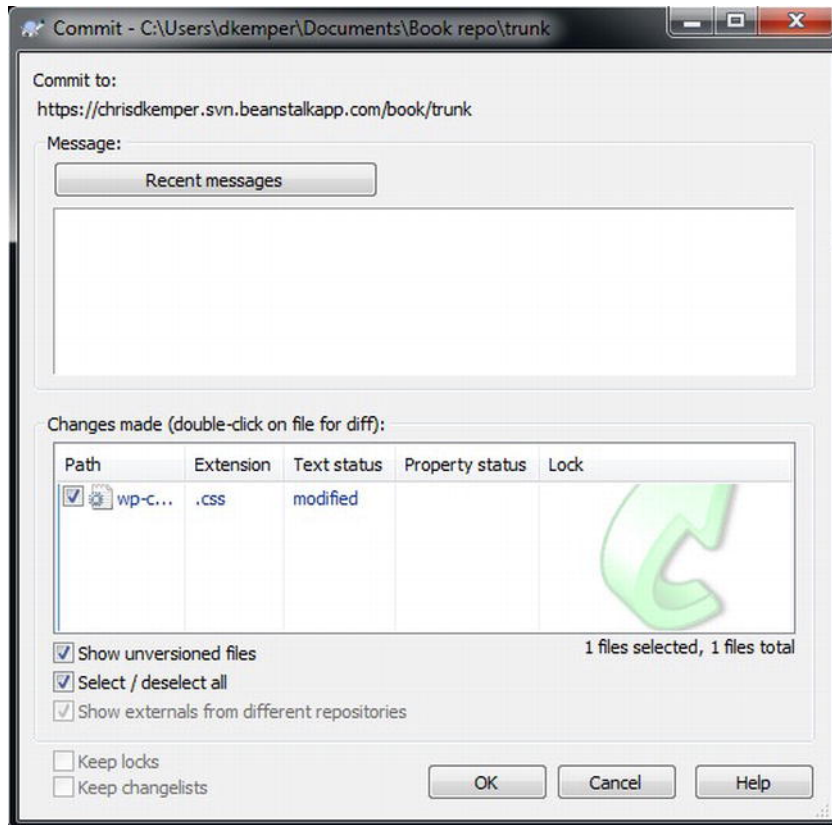 Commit - C:\Users\dkemper\Documents\Book repo\trunk
Commit to:
https://chrisdkemper.svn.beanstalkapp.com/book/trunk
Message:
Recent messages
Changes made (double-click on file for diff):
Path Extension Text status Property status Lock
wp-c... .css modified
1 files selected, 1 files total
Show unversioned files
Select / deselect all
Show externals from different repositories
Keep locks
Keep changelists
OK Cancel Help